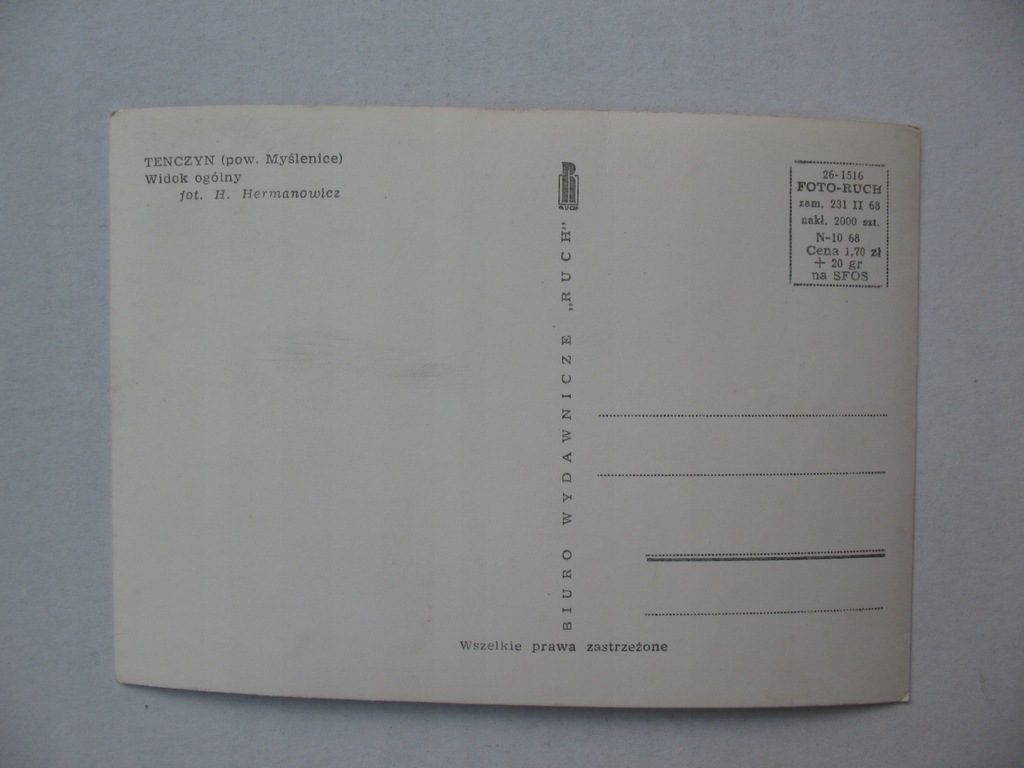 TENCZYN (pow. Myślenice)
Widok ogólny
fot. H. Hermanowicz
RUCH
BIURO WYDAWNICZE „RUCH”
26-1516
FOTO-RUCH
zam. 231 II 68
nakł. 2000 szt.
N-10 68
Cena 1,70 zł
+ 20 gr
na SFOS
Wszelkie prawa zastrzeżone